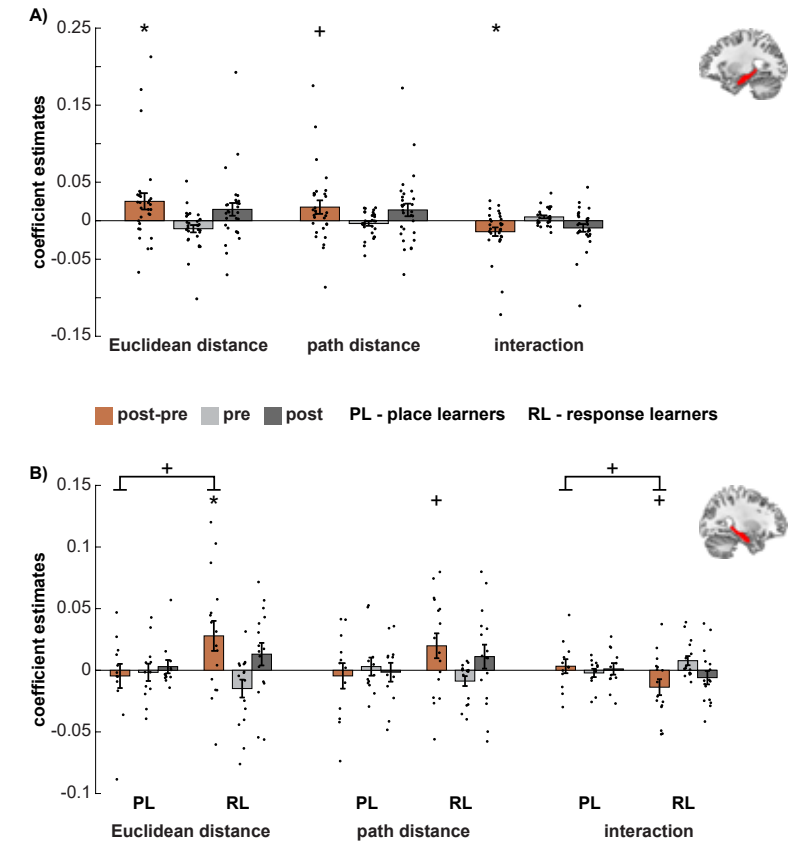 A)
* + *
0.25
0.15
0.05
0
-0.05
-0.15
coefficient estimates
Euclidean distance path distance interaction
post-pre pre post PL - place learners RL - response learners
B)
+ +
* + +
0.15
0.1
0.05
0
-0.05
-0.1
coefficient estimates
PL RL PL RL PL RL
Euclidean distance path distance interaction